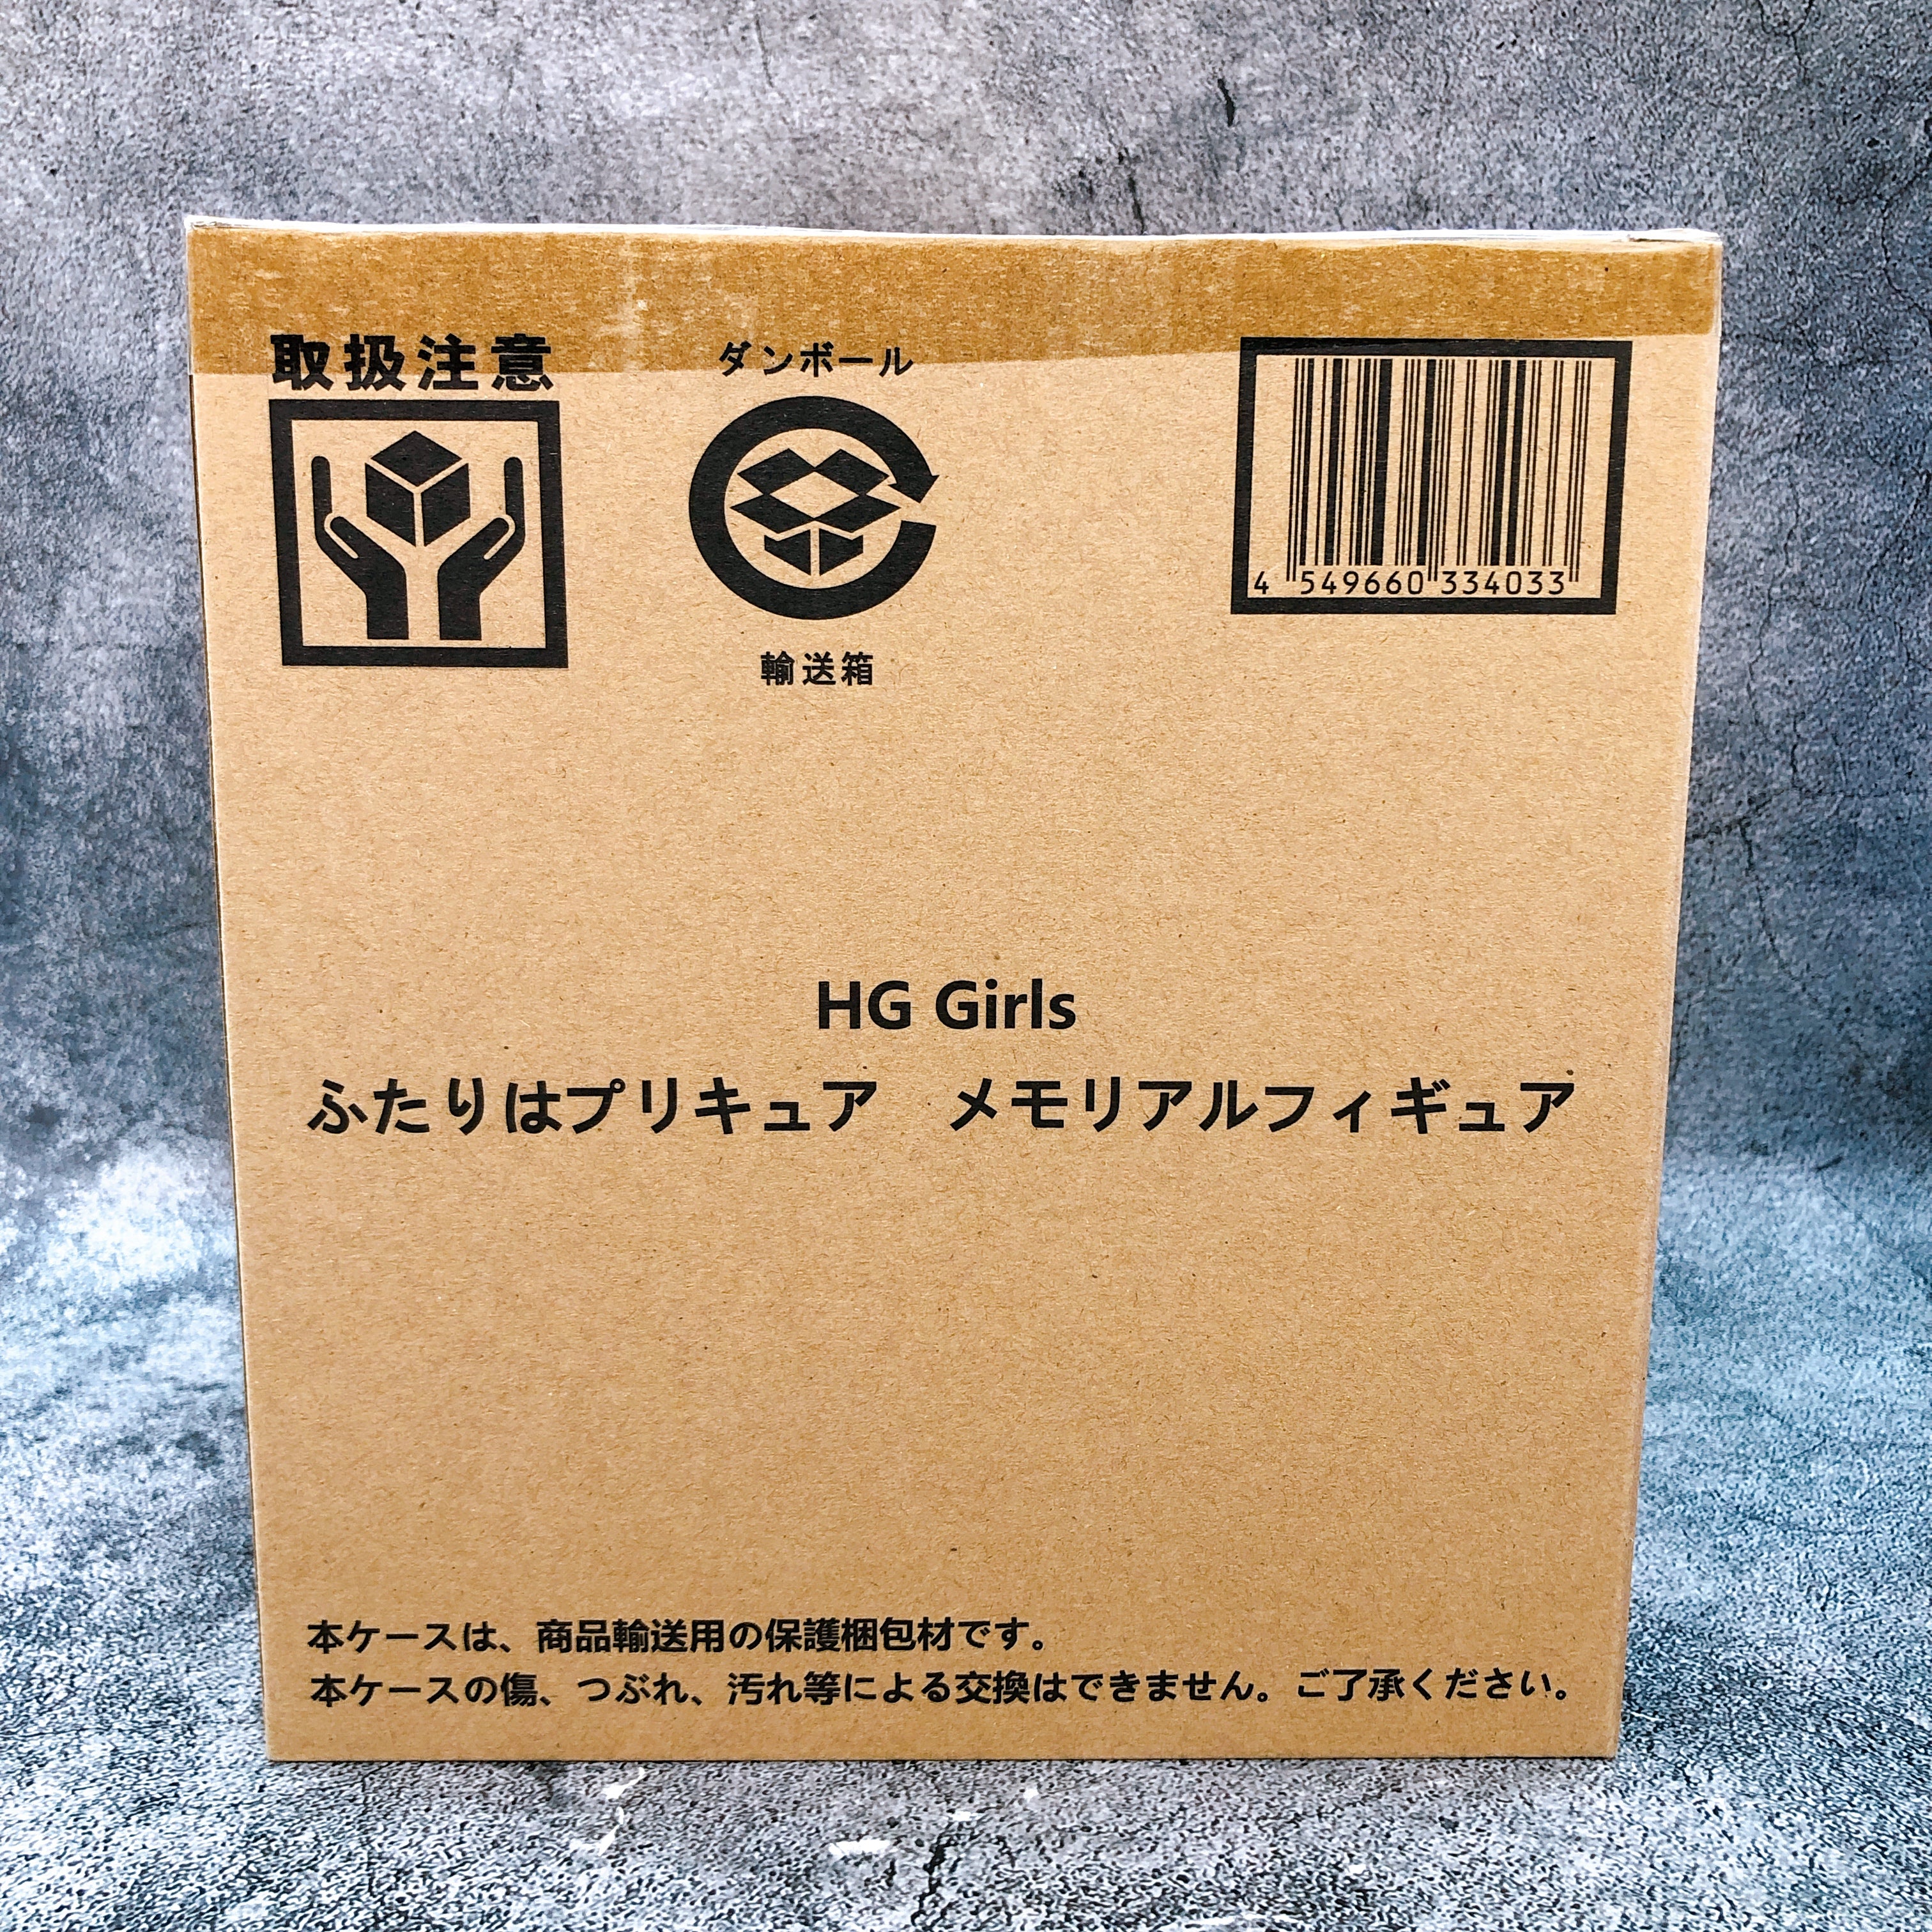 取扱注意
ダンボール
輸送箱
4 549660 334033
HG Girls
ふたりはプリキュア　メモリアルフィギュア
本ケースは、商品輸送用の保護梱包材です。
本ケースの傷、つぶれ、汚れ等による交換はできません。ご了承ください。